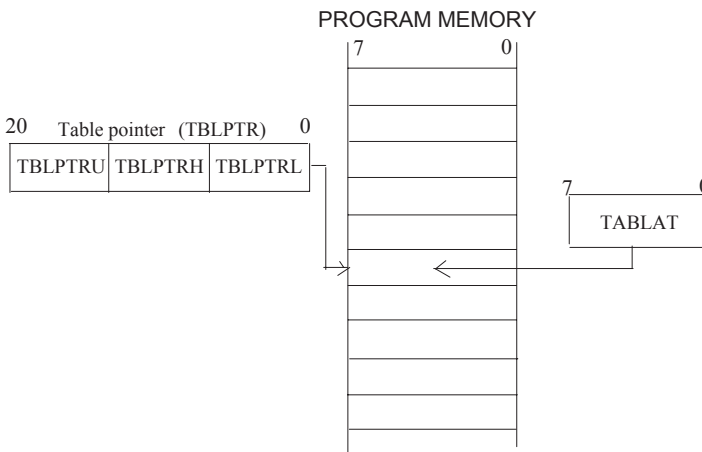 PROGRAM MEMORY
7 0
20 Table pointer (TBLPTR) 0
TBLPTRU TBLPTRH TBLPTRL
7
TABLAT